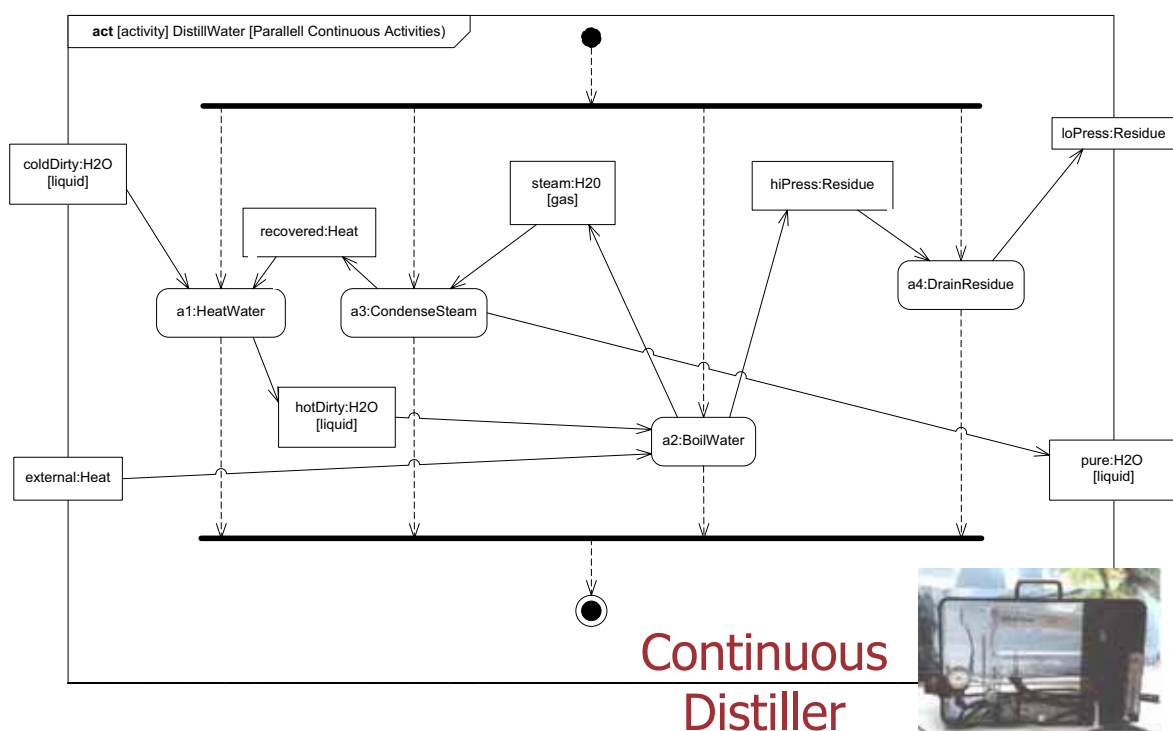 act [activity] DistillWater [Parallell Continuous Activities)
loPress:Residue
coldDirty:H2O
[liquid]
steam:H20
[gas]
hiPress:Residue
recovered:Heat
a4:DrainResidue
a1:HeatWater
a3:CondenseSteam
hotDirty:H2O
[liquid]
a2:BoilWater
external:Heat
pure:H2O
[liquid]
Continuous
Distiller